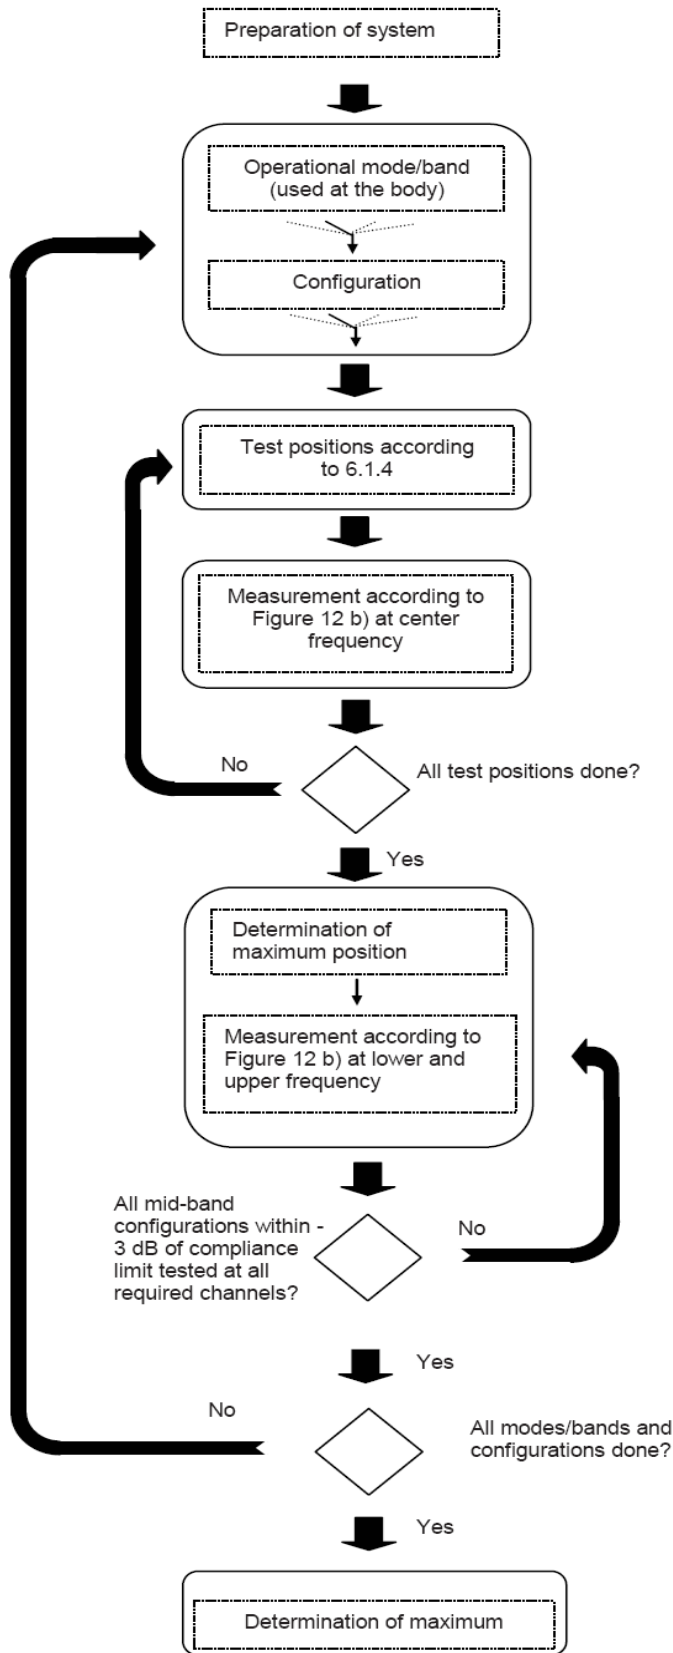 Preparation of system
Operational mode/band
(used at the body)
Configuration
Test positions according
to 6.1.4
Measurement according to
Figure 12 b) at center
frequency
No
All test positions done?
Yes
Determination of
maximum position
Measurement according to
Figure 12 b) at lower and
upper frequency
All mid-band
configurations within -
3 dB of compliance
limit tested at all
required channels?
No
Yes
No
All modes/bands and
configurations done?
Yes
Determination of maximum